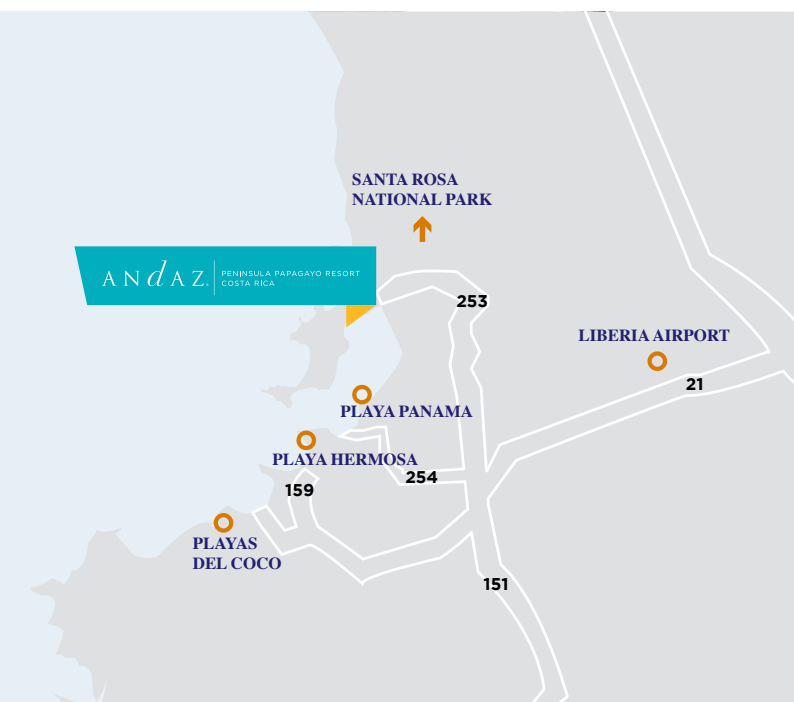 SANTA ROSA
NATIONAL PARK
ANdAZ.
PENINSULA PAPAGAYO RESORT
COSTA RICA
253
LIBERIA AIRPORT
21
PLAYA PANAMA
PLAYA HERMOSA
254
159
PLAYAS
DEL COCO
151